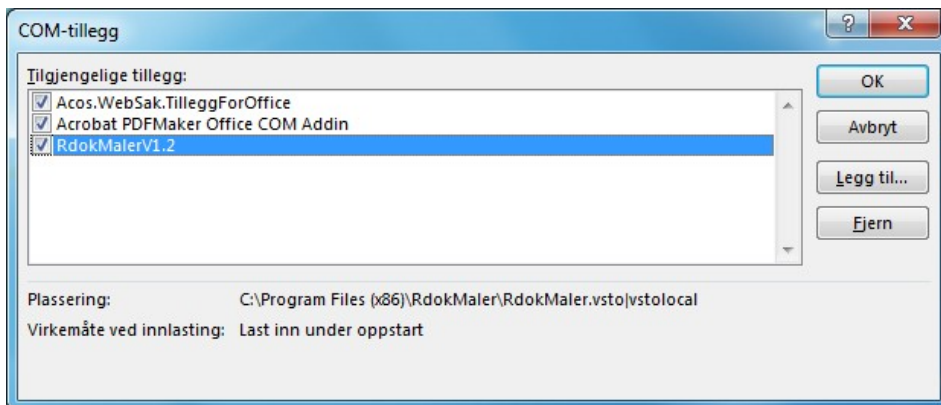 COM-tillegg
Tilgjengelige tillegg:
Acos.WebSak.TilleggForOffice
Acrobat PDFMaker Office COM Addin
RdokMalerV1.2
OK
Avbryt
Legg til...
Fjern
Plassering: C:\Program Files (x86)\RdokMaler\RdokMaler.vsto|vstolocal
Virkemåte ved innlasting: Last inn under oppstart